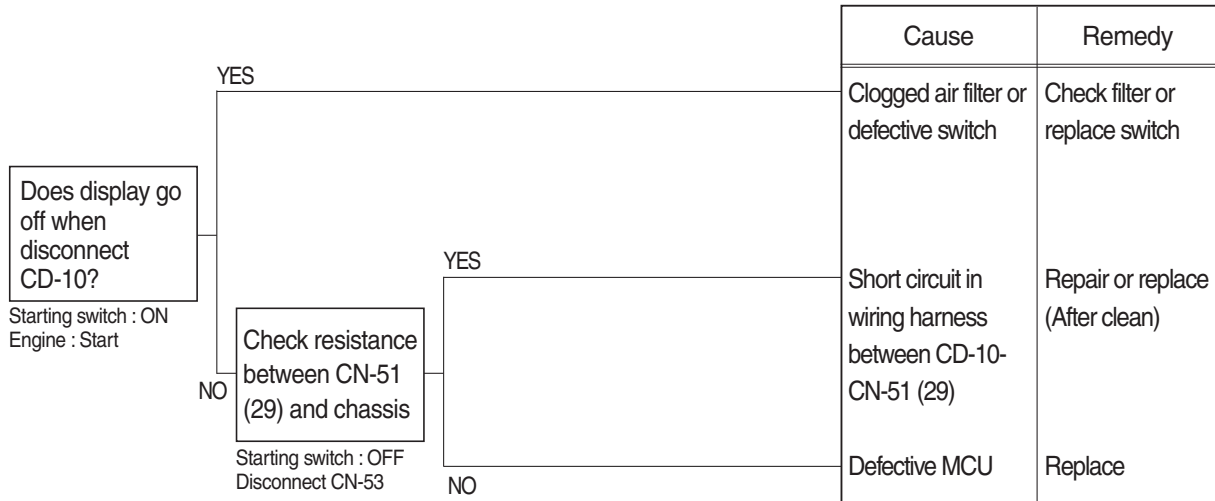 Cause
Remedy
YES
Clogged air filter or
defective switch
Check filter or
replace switch
Does display go
off when
disconnect
CD-10?
Starting switch : ON
Engine : Start
YES
Short circuit in
wiring harness
between CD-10-
CN-51 (29)
Repair or replace
(After clean)
NO
Check resistance
between CN-51
(29) and chassis
Starting switch : OFF
Disconnect CN-53
NO
Defective MCU
Replace